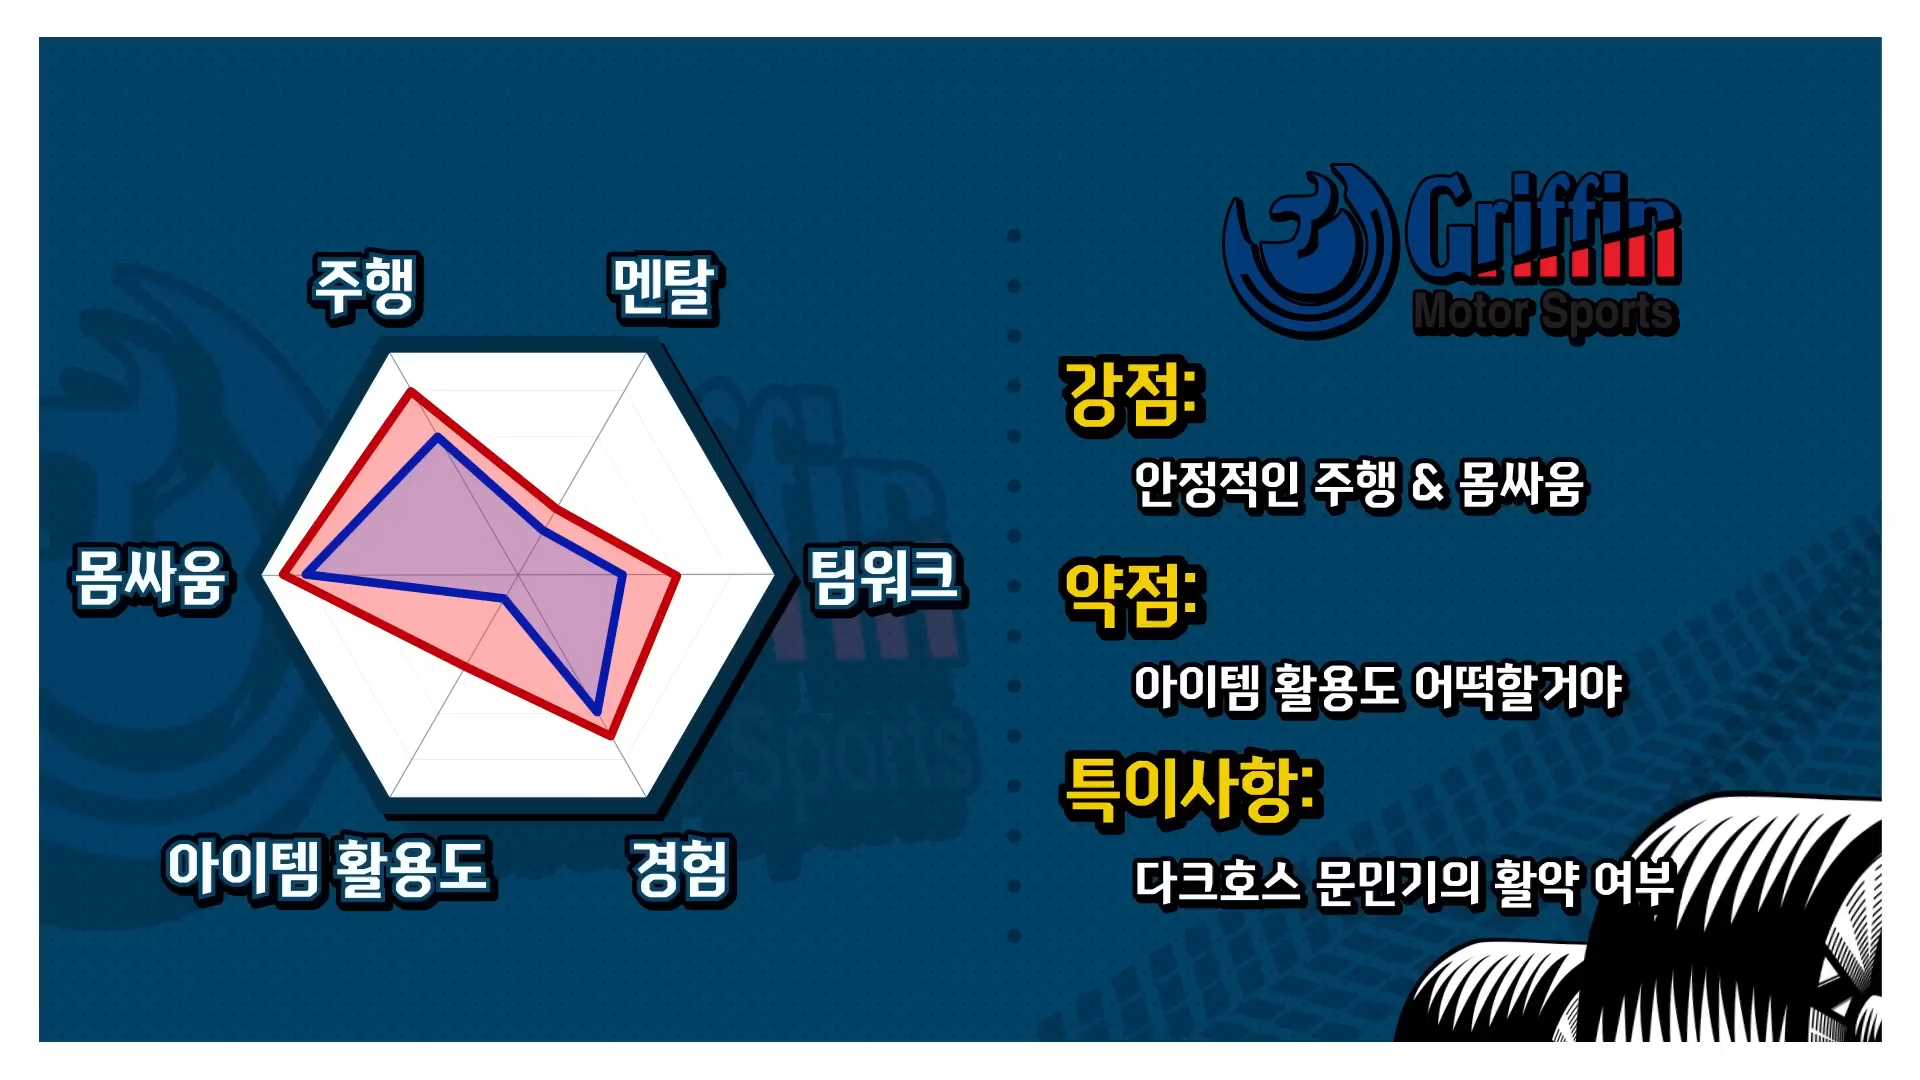 주행
멘탈
몸싸움
팀워크
아이템 활용도
경험
Griffin
Motor Sports
강점:
안정적인 주행 & 몸싸움
약점:
아이템 활용도 어떡할거야
특이사항:
다크호스 문민기의 활약 여부